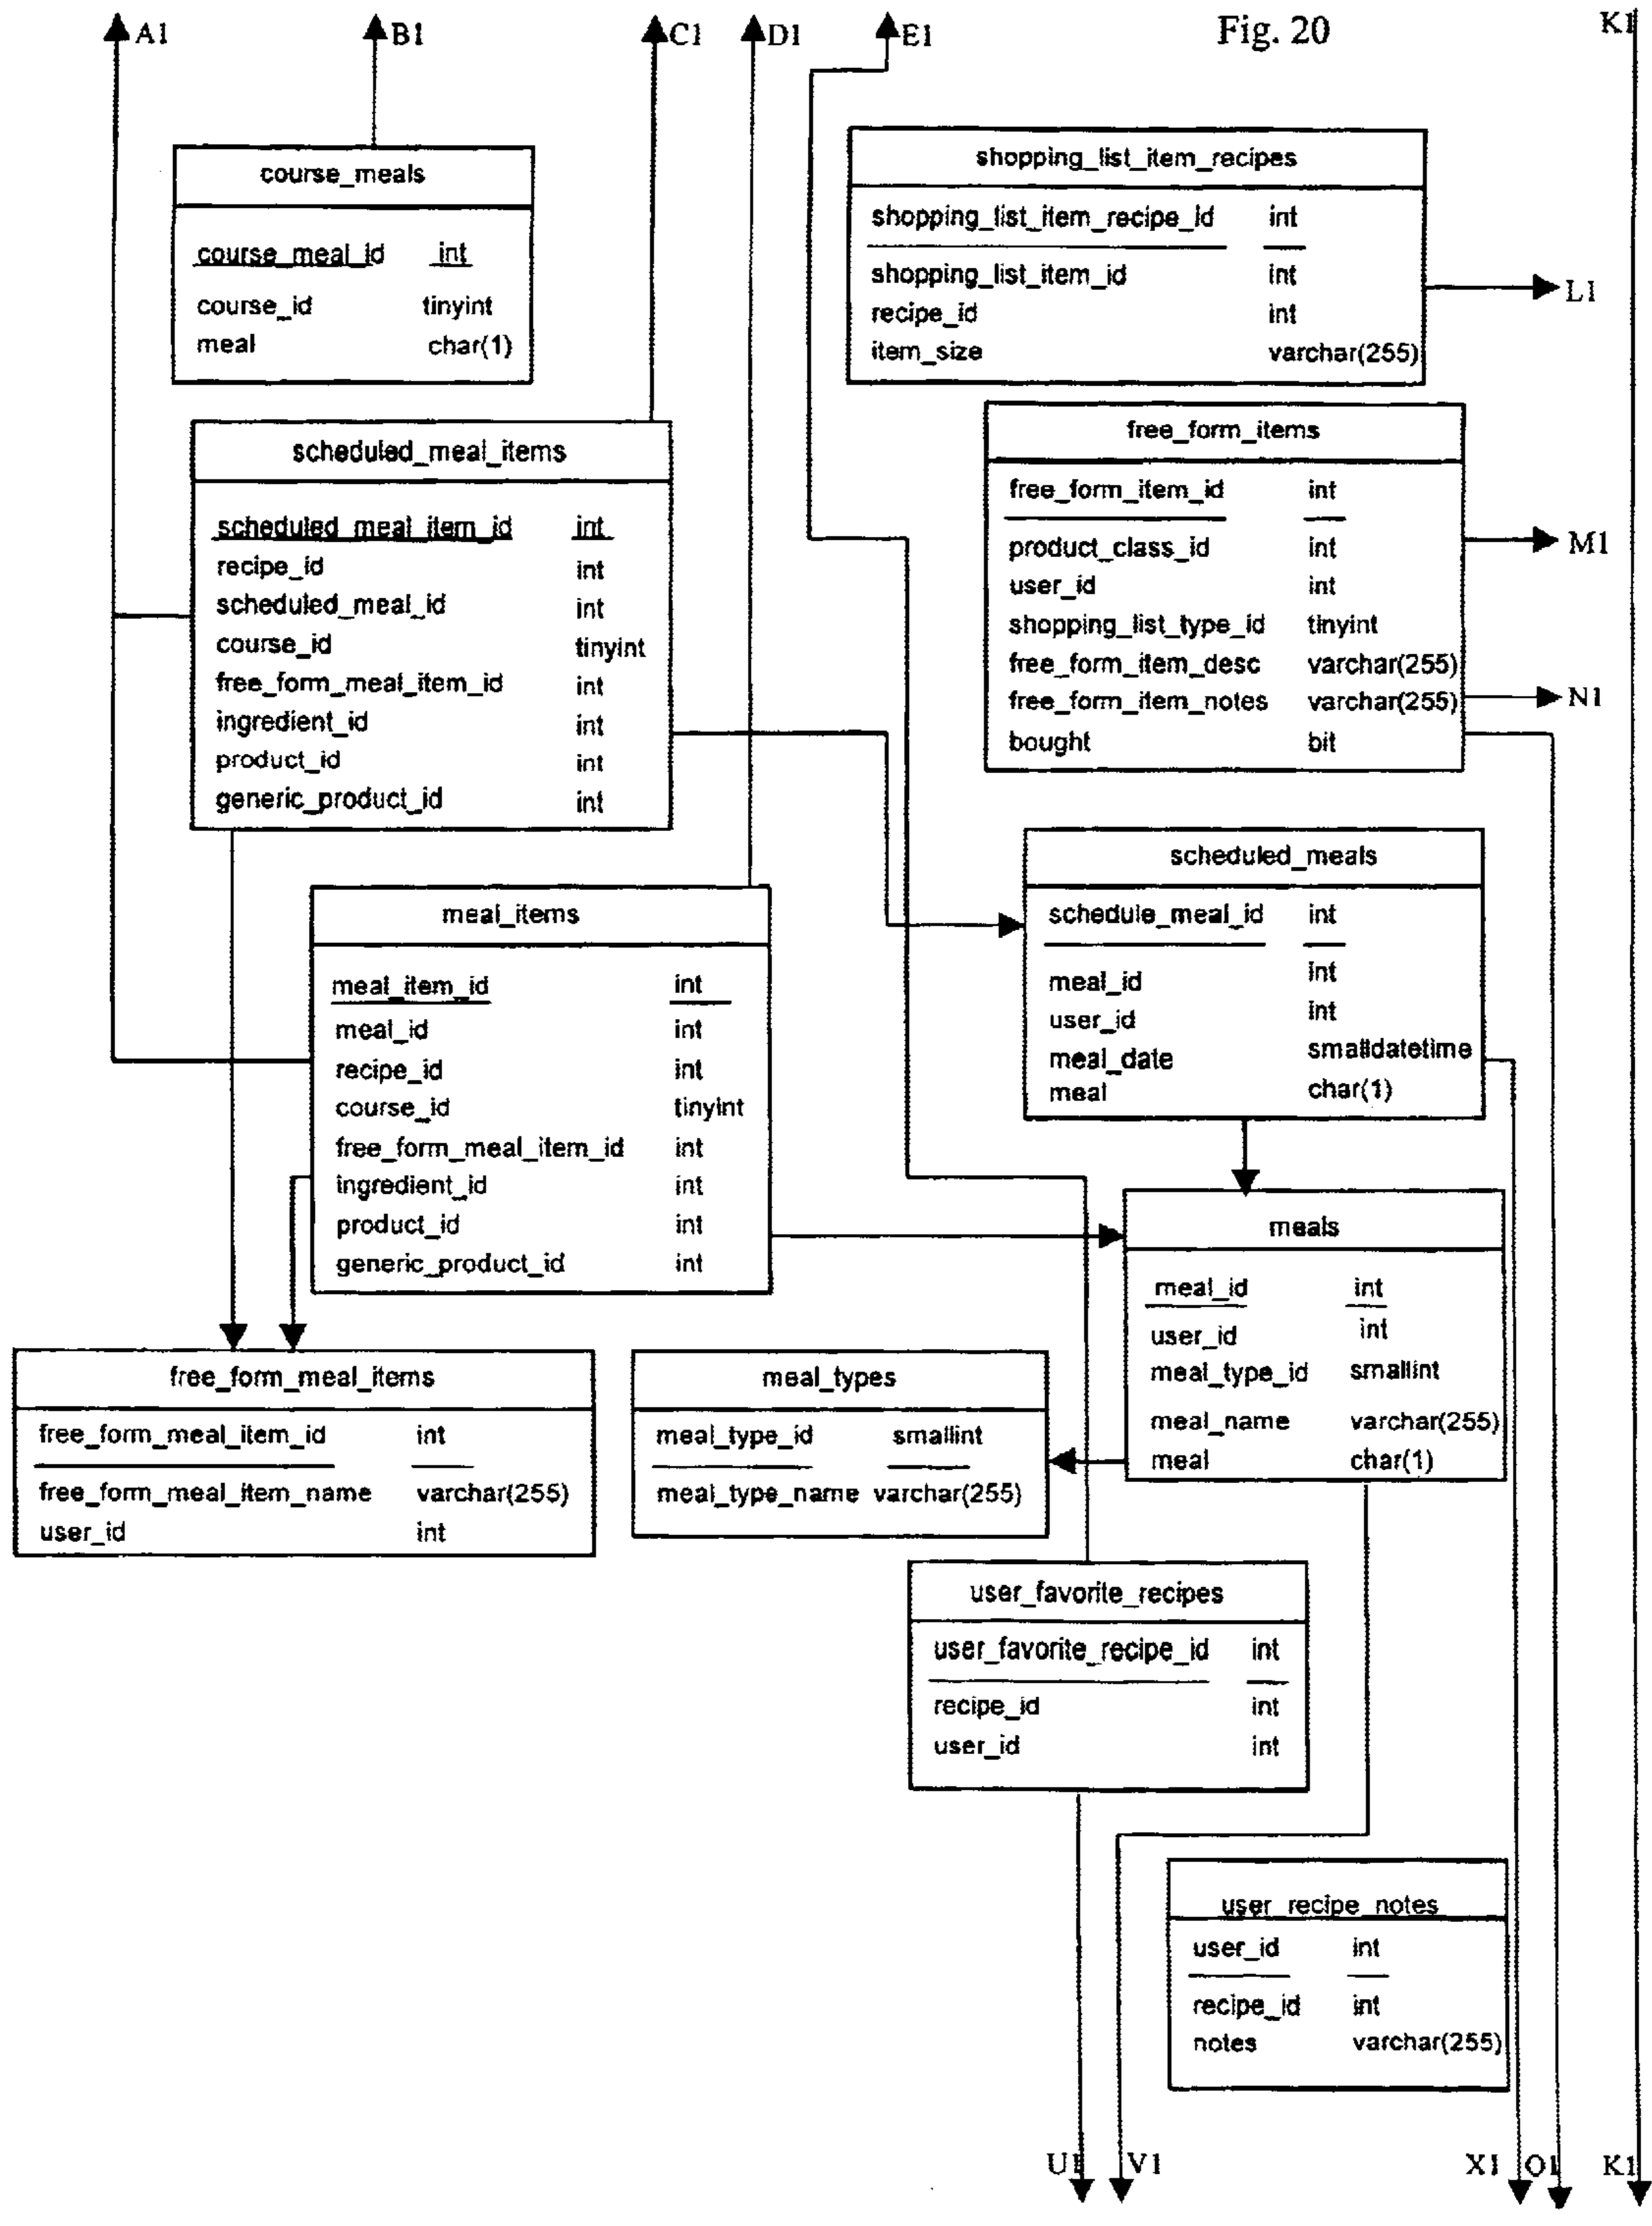 A1
B1
C1
D1
E1
Fig. 20
K1
course_meals
course_meal_id int
course_id tinyint
meal char(1)
shopping_list_item_recipes
shopping_list_item_recipe_id int
shopping_list_item_id int
recipe_id int
item_size varchar(255)
L1
scheduled_meal_items
scheduled_meal_item_id int
recipe_id int
scheduled_meal_id int
course_id tinyint
free_form_meal_item_id int
ingredient_id int
product_id int
generic_product_id int
free_form_items
free_form_item_id int
product_class_id int
user_id int
shopping_list_type_id tinyint
free_form_item_desc varchar(255)
free_form_item_notes varchar(255)
bought bit
M1
N1
scheduled_meals
schedule_meal_id int
meal_id int
user_id int
meal_date smalldatetime
meal char(1)
meal_items
meal_item_id int
meal_id int
recipe_id int
course_id tinyint
free_form_meal_item_id int
ingredient_id int
product_id int
generic_product_id int
meals
meal_id int
user_id int
meal_type_id smallint
meal_name varchar(255)
meal char(1)
free_form_meal_items
free_form_meal_item_id int
free_form_meal_item_name varchar(255)
user_id int
meal_types
meal_type_id smallint
meal_type_name varchar(255)
user_favorite_recipes
user_favorite_recipe_id int
recipe_id int
user_id int
user_recipe_notes
user_id int
recipe_id int
notes varchar(255)
U1
V1
X1
O1
K1